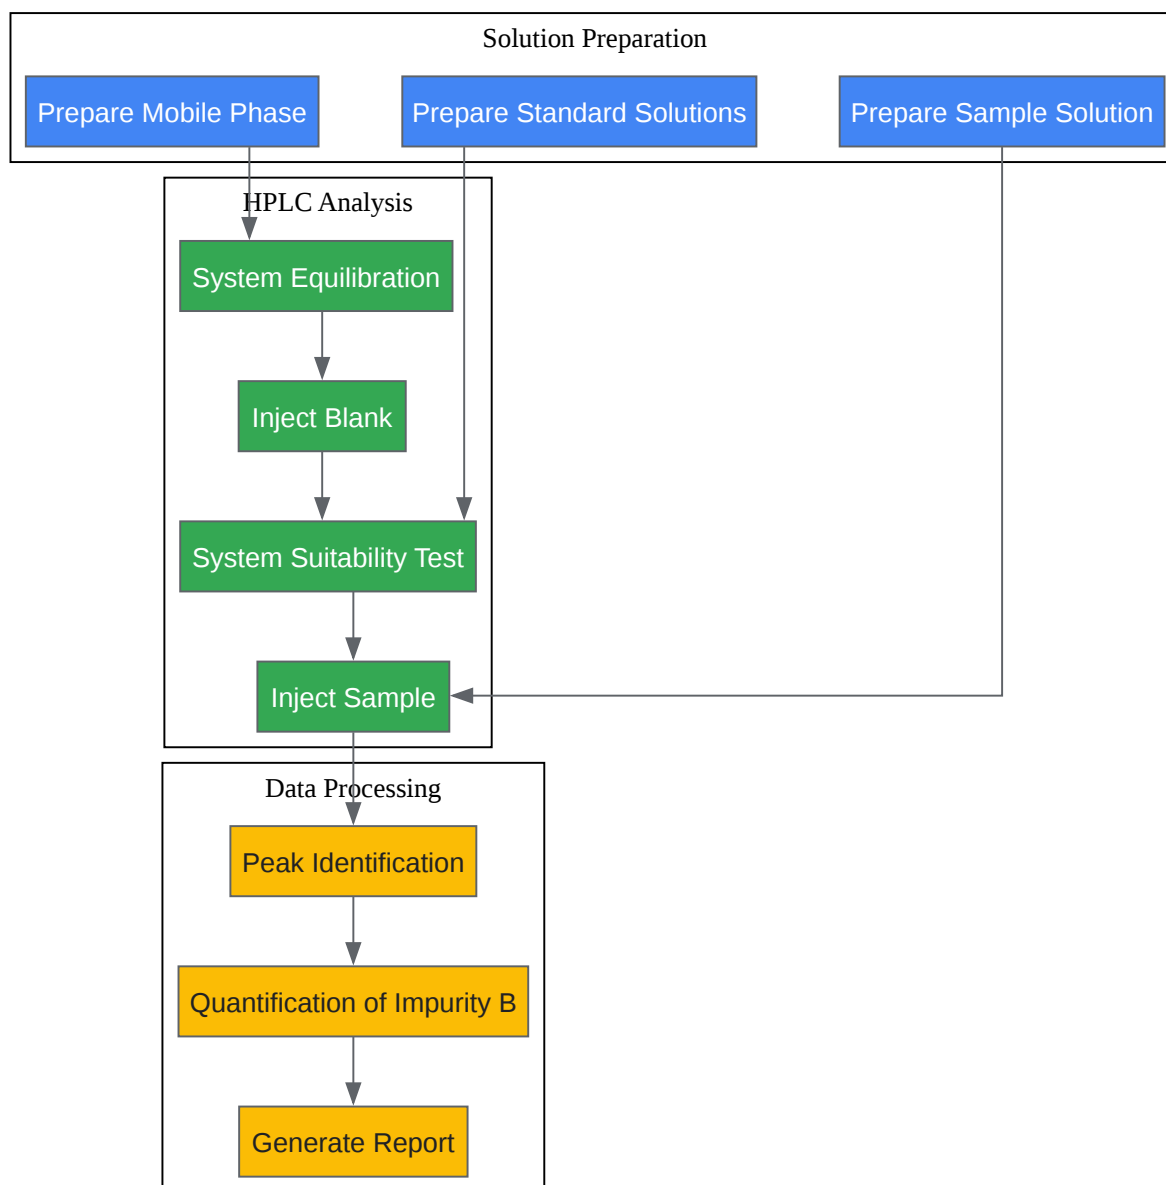 Solution Preparation
Prepare Mobile Phase
Prepare Standard Solutions
Prepare Sample Solution
HPLC Analysis
System Equilibration
Inject Blank
System Suitability Test
Inject Sample
Data Processing
Peak Identification
Quantification of Impurity B
Generate Report